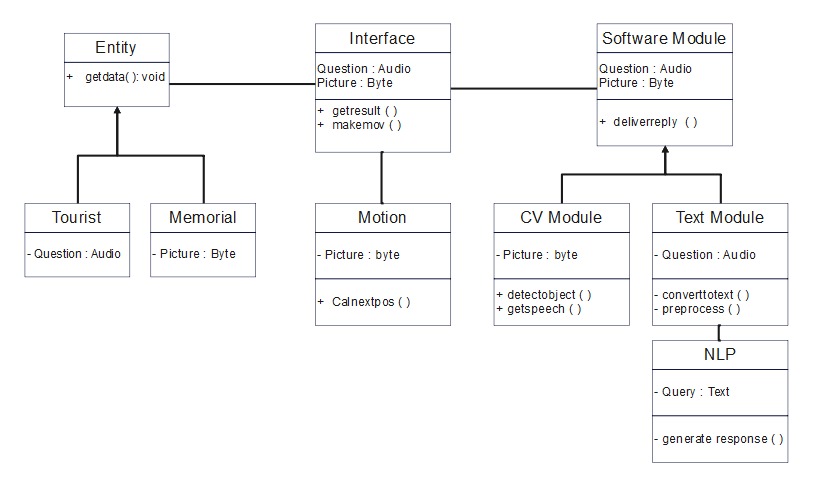 Entity
+ getdata( ): void
Interface
Question : Audio
Picture : Byte
+ getresult ( )
+ makemov ( )
Software Module
Question : Audio
Picture : Byte
+ deliverreply ( )
Tourist
- Question : Audio
Memorial
- Picture : Byte
Motion
- Picture : byte
+ Calnextpos ( )
CV Module
- Picture : byte
+ detectobject ( )
+ getspeech ( )
Text Module
- Question : Audio
- converttotext ( )
- preprocess ( )
NLP
- Query : Text
- generate response ( )